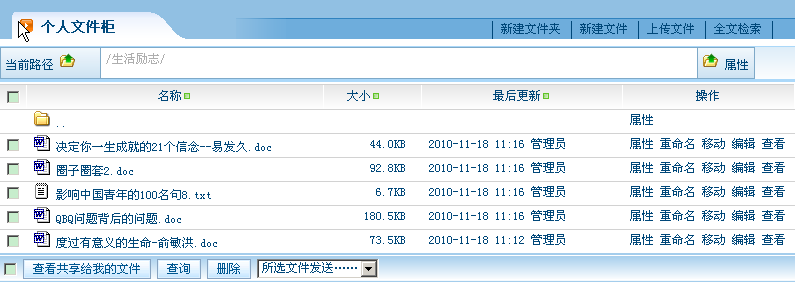 个人文件柜
新建文件夹 新建文件 上传文件 全文检索
当前路径 /生活励志/ 属性
名称 大小 最后更新 操作
.. 属性
决定你一生成就的21个信念--易发久.doc 44.0KB 2010-11-18 11:16 管理员 属性 重命名 移动 编辑 查看
圈子圈套2.doc 92.8KB 2010-11-18 11:16 管理员 属性 重命名 移动 编辑 查看
影响中国青年的100名句8.txt 6.7KB 2010-11-18 11:16 管理员 属性 重命名 移动 编辑 查看
QBQ问题背后的问题.doc 180.5KB 2010-11-18 11:16 管理员 属性 重命名 移动 编辑 查看
度过有意义的生命-俞敏洪.doc 73.5KB 2010-11-18 11:12 管理员 属性 重命名 移动 编辑 查看
查看共享给我的文件 查询 删除 所选文件发送……